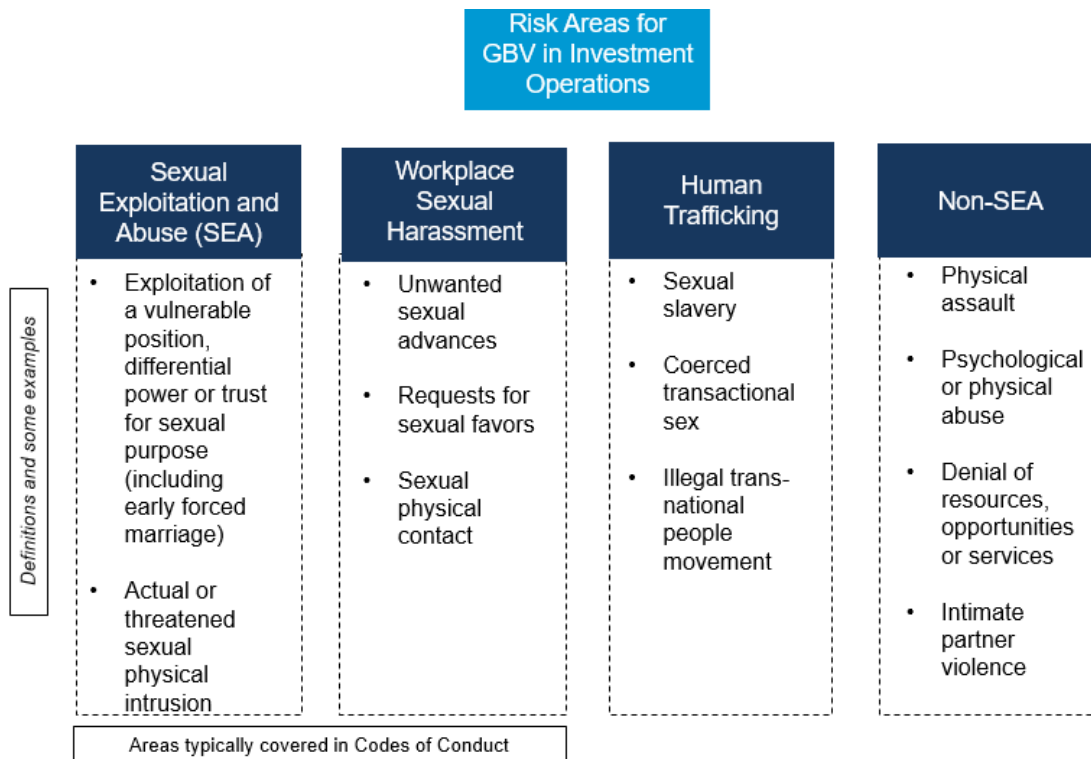 Risk Areas for
GBV in Investment
Operations
Sexual
Exploitation and
Abuse (SEA)
Workplace
Sexual
Harassment
Human
Trafficking
Non-SEA
Definitions and some examples
• Exploitation of
a vulnerable
position,
differential
power or trust
for sexual
purpose
(including
early forced
marriage)
• Actual or
threatened
sexual
physical
intrusion
• Unwanted
sexual
advances
• Requests for
sexual favors
• Sexual
physical
contact
• Sexual
slavery
• Coerced
transactional
sex
• Illegal trans-
national
people
movement
• Physical
assault
• Psychological
or physical
abuse
• Denial of
resources,
opportunities
or services
• Intimate
partner
violence
Areas typically covered in Codes of Conduct